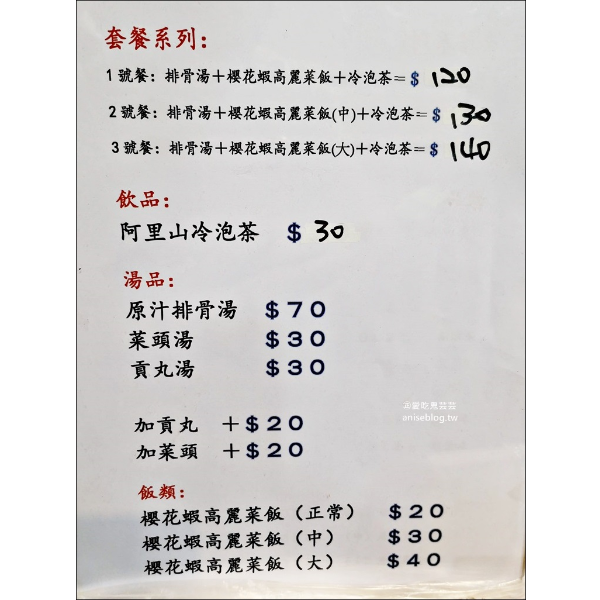 套餐系列：
1號餐：排骨湯＋櫻花蝦高麗菜飯＋冷泡茶＝$ 120
2號餐：排骨湯＋櫻花蝦高麗菜飯(中)＋冷泡茶＝$ 130
3號餐：排骨湯＋櫻花蝦高麗菜飯(大)＋冷泡茶＝$ 140
飲品：
阿里山冷泡茶 $ 30
湯品：
原汁排骨湯 $70
菜頭湯 $30
貢丸湯 $30
加貢丸 ＋$20
加菜頭 ＋$20
飯類：
櫻花蝦高麗菜飯（正常） $20
櫻花蝦高麗菜飯（中） $30
櫻花蝦高麗菜飯（大） $40
aniseblog.tw